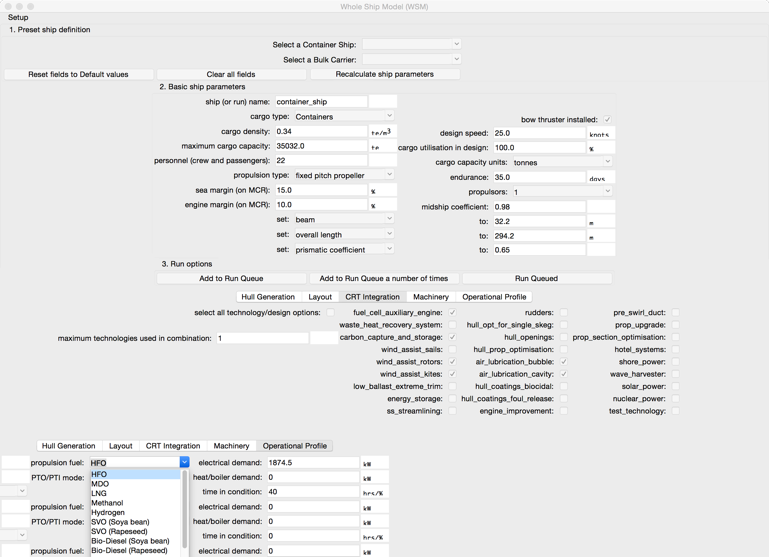 Whole Ship Model (WSM)
Setup
1. Preset ship definition
Select a Container Ship:
Select a Bulk Carrier:
Reset fields to Default values Clear all fields Recalculate ship parameters
2. Basic ship parameters
ship (or run) name: container_ship
cargo type: Containers bow thruster installed:
cargo density: 0.34 te/m3 design speed: 25.0 knots
maximum cargo capacity: 35032.0 te cargo utilisation in design: 100.0 %
personnel (crew and passengers): 22 cargo capacity units: tonnes
propulsion type: fixed pitch propeller endurance: 35.0 days
sea margin (on MCR): 15.0 % propulsors: 1
engine margin (on MCR): 10.0 % midship coefficient: 0.98
set: beam to: 32.2 m
set: overall length to: 294.2 m
set: prismatic coefficient to: 0.65
3. Run options
Add to Run Queue Add to Run Queue a number of times Run Queued
Hull Generation Layout CRT Integration Machinery Operational Profile
select all technology/design options: fuel_cell_auxiliary_engine: rudders: pre_swirl_duct:
waste_heat_recovery_system: hull_opt_for_single_skeg: prop_upgrade:
maximum technologies used in combination: 1 carbon_capture_and_storage: hull_openings: prop_section_optimisation:
wind_assist_sails: hull_prop_optimisation: hotel_systems:
wind_assist_rotors: air_lubrication_bubble: shore_power:
wind_assist_kites: air_lubrication_cavity: wave_harvester:
low_ballast_extreme_trim: hull_coatings_biocidal: solar_power:
energy_storage: hull_coatings_foul_release: nuclear_power:
ss_streamlining: engine_improvement: test_technology:
Hull Generation Layout CRT Integration Machinery Operational Profile
propulsion fuel: HFO electrical demand: 1874.5 kW
PTO/PTI mode: HFO heat/boiler demand: 0 kW
MDO
LNG time in condition: 40 hrs/%
Methanol
propulsion fuel: Hydrogen electrical demand: 0 kW
PTO/PTI mode: SVO (Soya bean) heat/boiler demand: 0 kW
SVO (Rapeseed)
Bio-Diesel (Soya bean) time in condition: 0 hrs/%
propulsion fuel: Bio-Diesel (Rapeseed) electrical demand: 0 kW